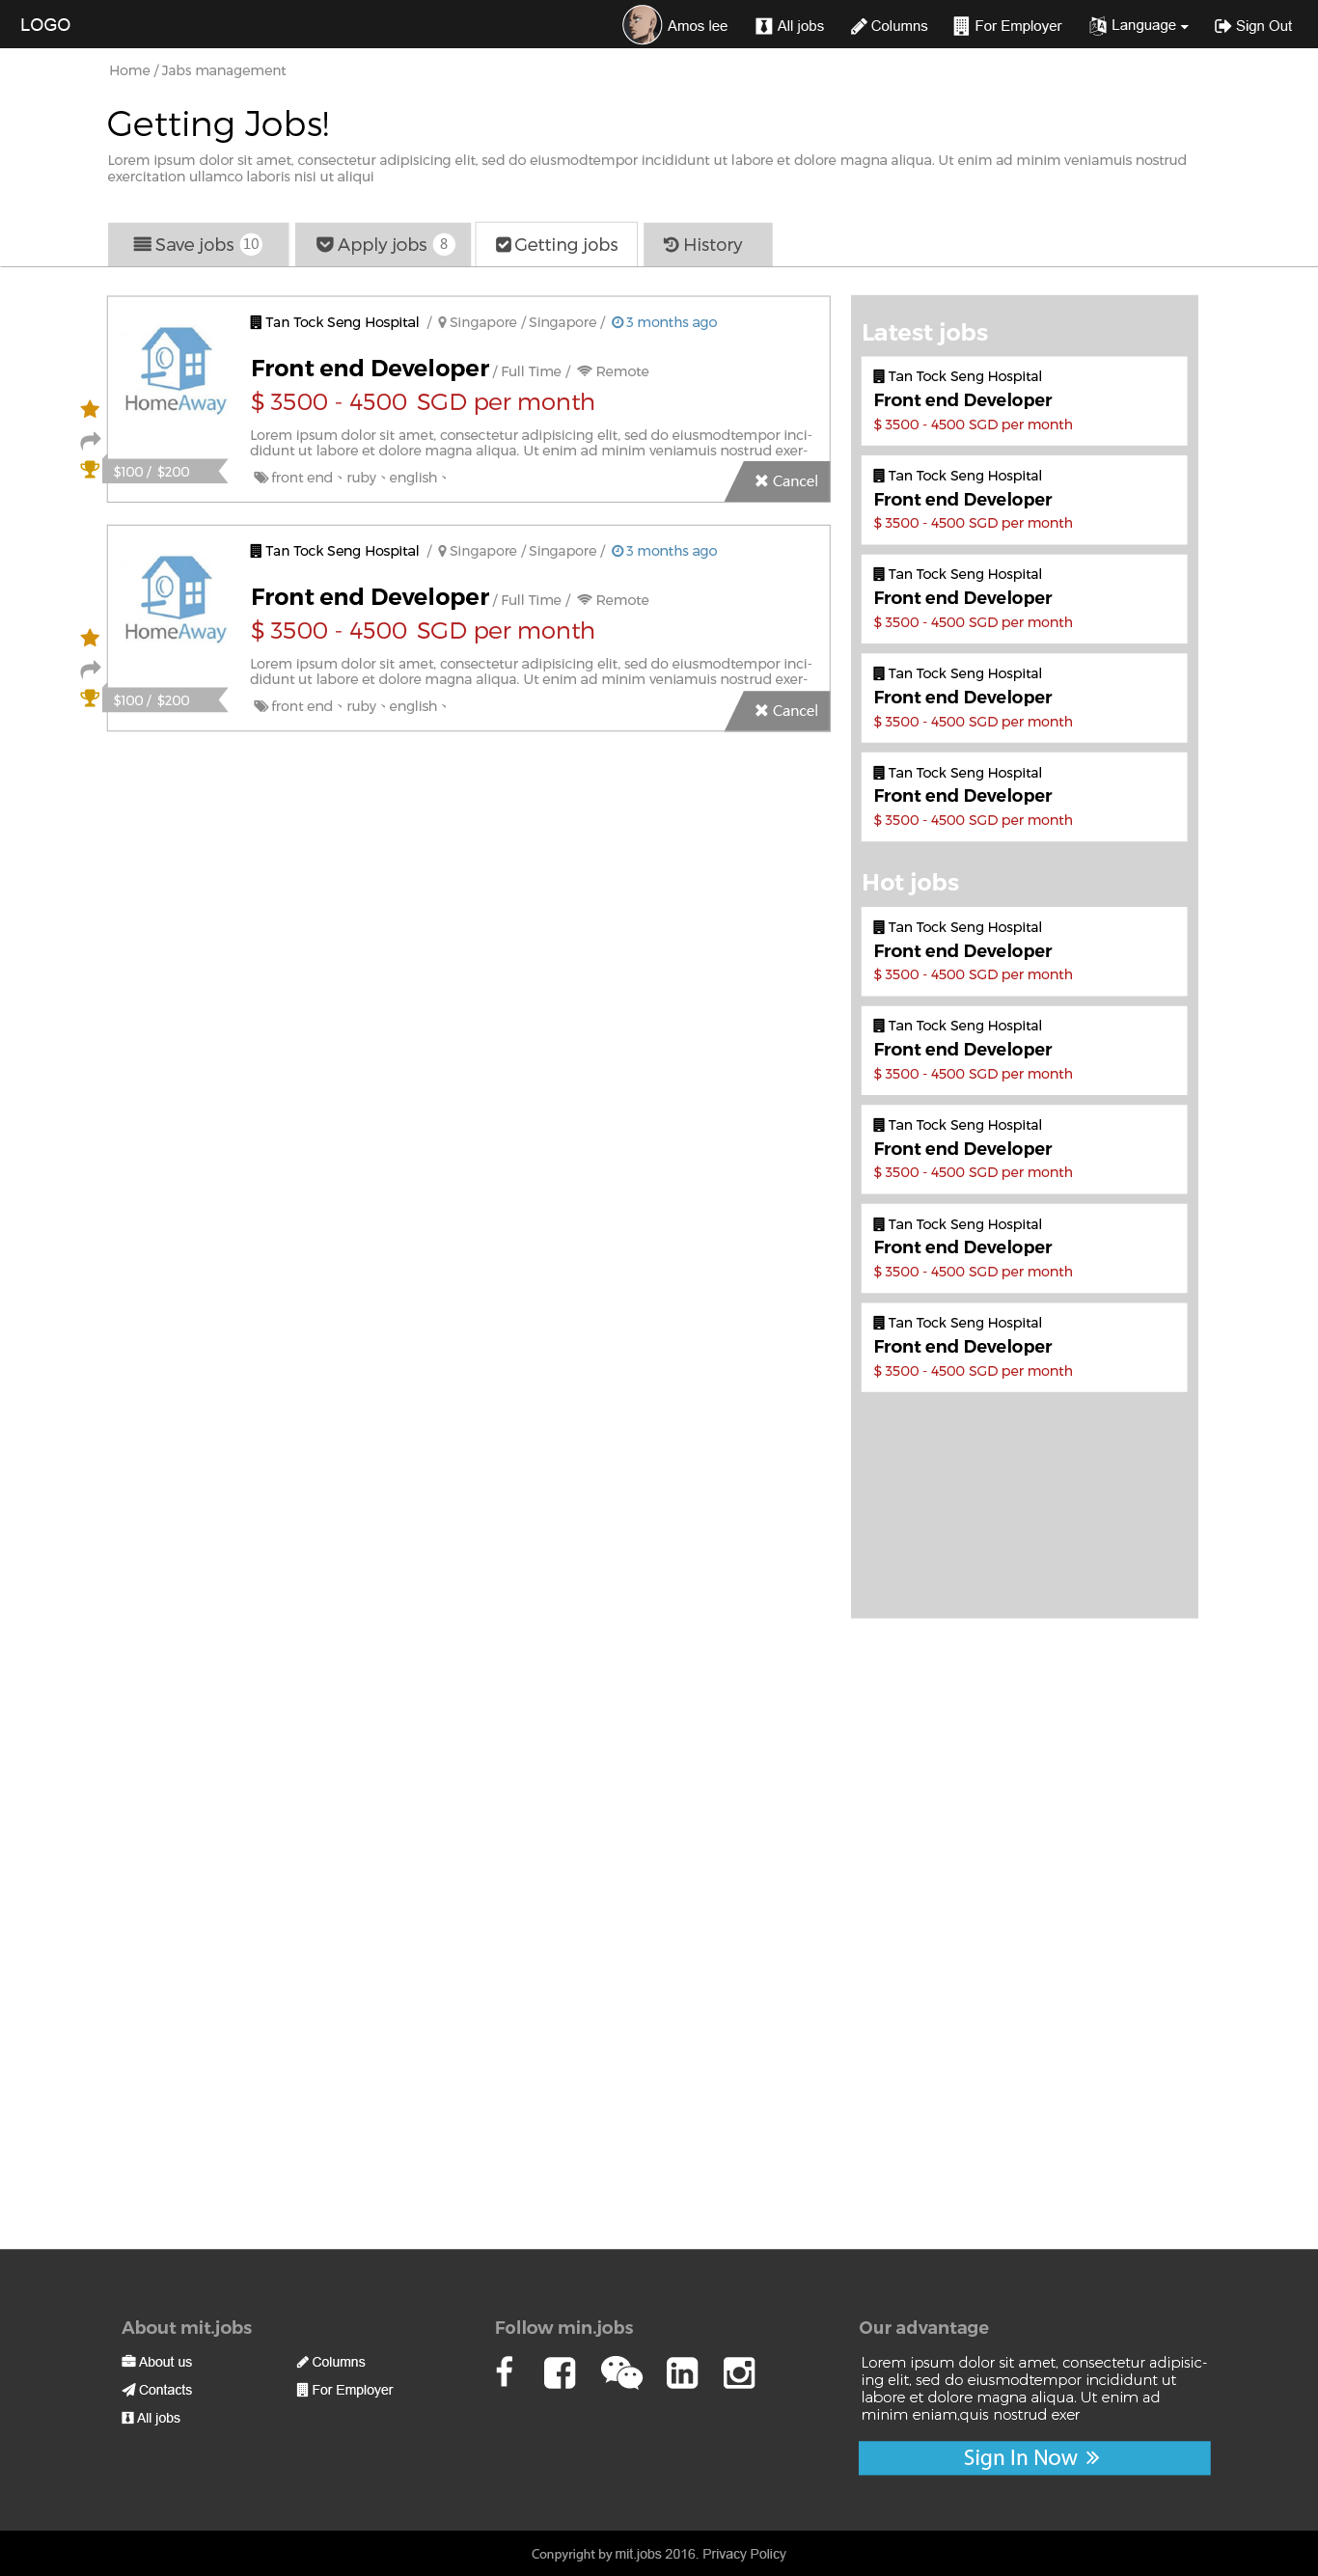 LOGO
Amos lee
All jobs
Columns
For Employer
Language
Sign Out
Home / Jabs management
Getting Jobs!
Lorem ipsum dolor sit amet, consectetur adipisicing elit, sed do eiusmodtempor incididunt ut labore et dolore magna aliqua. Ut enim ad minim veniamuis nostrud
exercitation ullamco laboris nisi ut aliqui
Save jobs 10
Apply jobs 8
Getting jobs
History
Tan Tock Seng Hospital / Singapore / Singapore / 3 months ago
HomeAway
Front end Developer / Full Time / Remote
$ 3500 - 4500 SGD per month
Lorem ipsum dolor sit amet, consectetur adipisicing elit, sed do eiusmodtempor inci-
didunt ut labore et dolore magna aliqua. Ut enim ad minim veniamuis nostrud exer-
$100 / $200
front end、ruby、english、
Cancel
Tan Tock Seng Hospital / Singapore / Singapore / 3 months ago
HomeAway
Front end Developer / Full Time / Remote
$ 3500 - 4500 SGD per month
Lorem ipsum dolor sit amet, consectetur adipisicing elit, sed do eiusmodtempor inci-
didunt ut labore et dolore magna aliqua. Ut enim ad minim veniamuis nostrud exer-
$100 / $200
front end、ruby、english、
Cancel
Latest jobs
Tan Tock Seng Hospital
Front end Developer
$ 3500 - 4500 SGD per month
Tan Tock Seng Hospital
Front end Developer
$ 3500 - 4500 SGD per month
Tan Tock Seng Hospital
Front end Developer
$ 3500 - 4500 SGD per month
Tan Tock Seng Hospital
Front end Developer
$ 3500 - 4500 SGD per month
Tan Tock Seng Hospital
Front end Developer
$ 3500 - 4500 SGD per month
Hot jobs
Tan Tock Seng Hospital
Front end Developer
$ 3500 - 4500 SGD per month
Tan Tock Seng Hospital
Front end Developer
$ 3500 - 4500 SGD per month
Tan Tock Seng Hospital
Front end Developer
$ 3500 - 4500 SGD per month
Tan Tock Seng Hospital
Front end Developer
$ 3500 - 4500 SGD per month
Tan Tock Seng Hospital
Front end Developer
$ 3500 - 4500 SGD per month
About mit.jobs
About us
Columns
Contacts
For Employer
All jobs
Follow min.jobs
Our advantage
Lorem ipsum dolor sit amet, consectetur adipisic-
ing elit, sed do eiusmodtempor incididunt ut
labore et dolore magna aliqua. Ut enim ad
minim eniam,quis nostrud exer
Sign In Now »
Conpyright by mit.jobs 2016. Privacy Policy